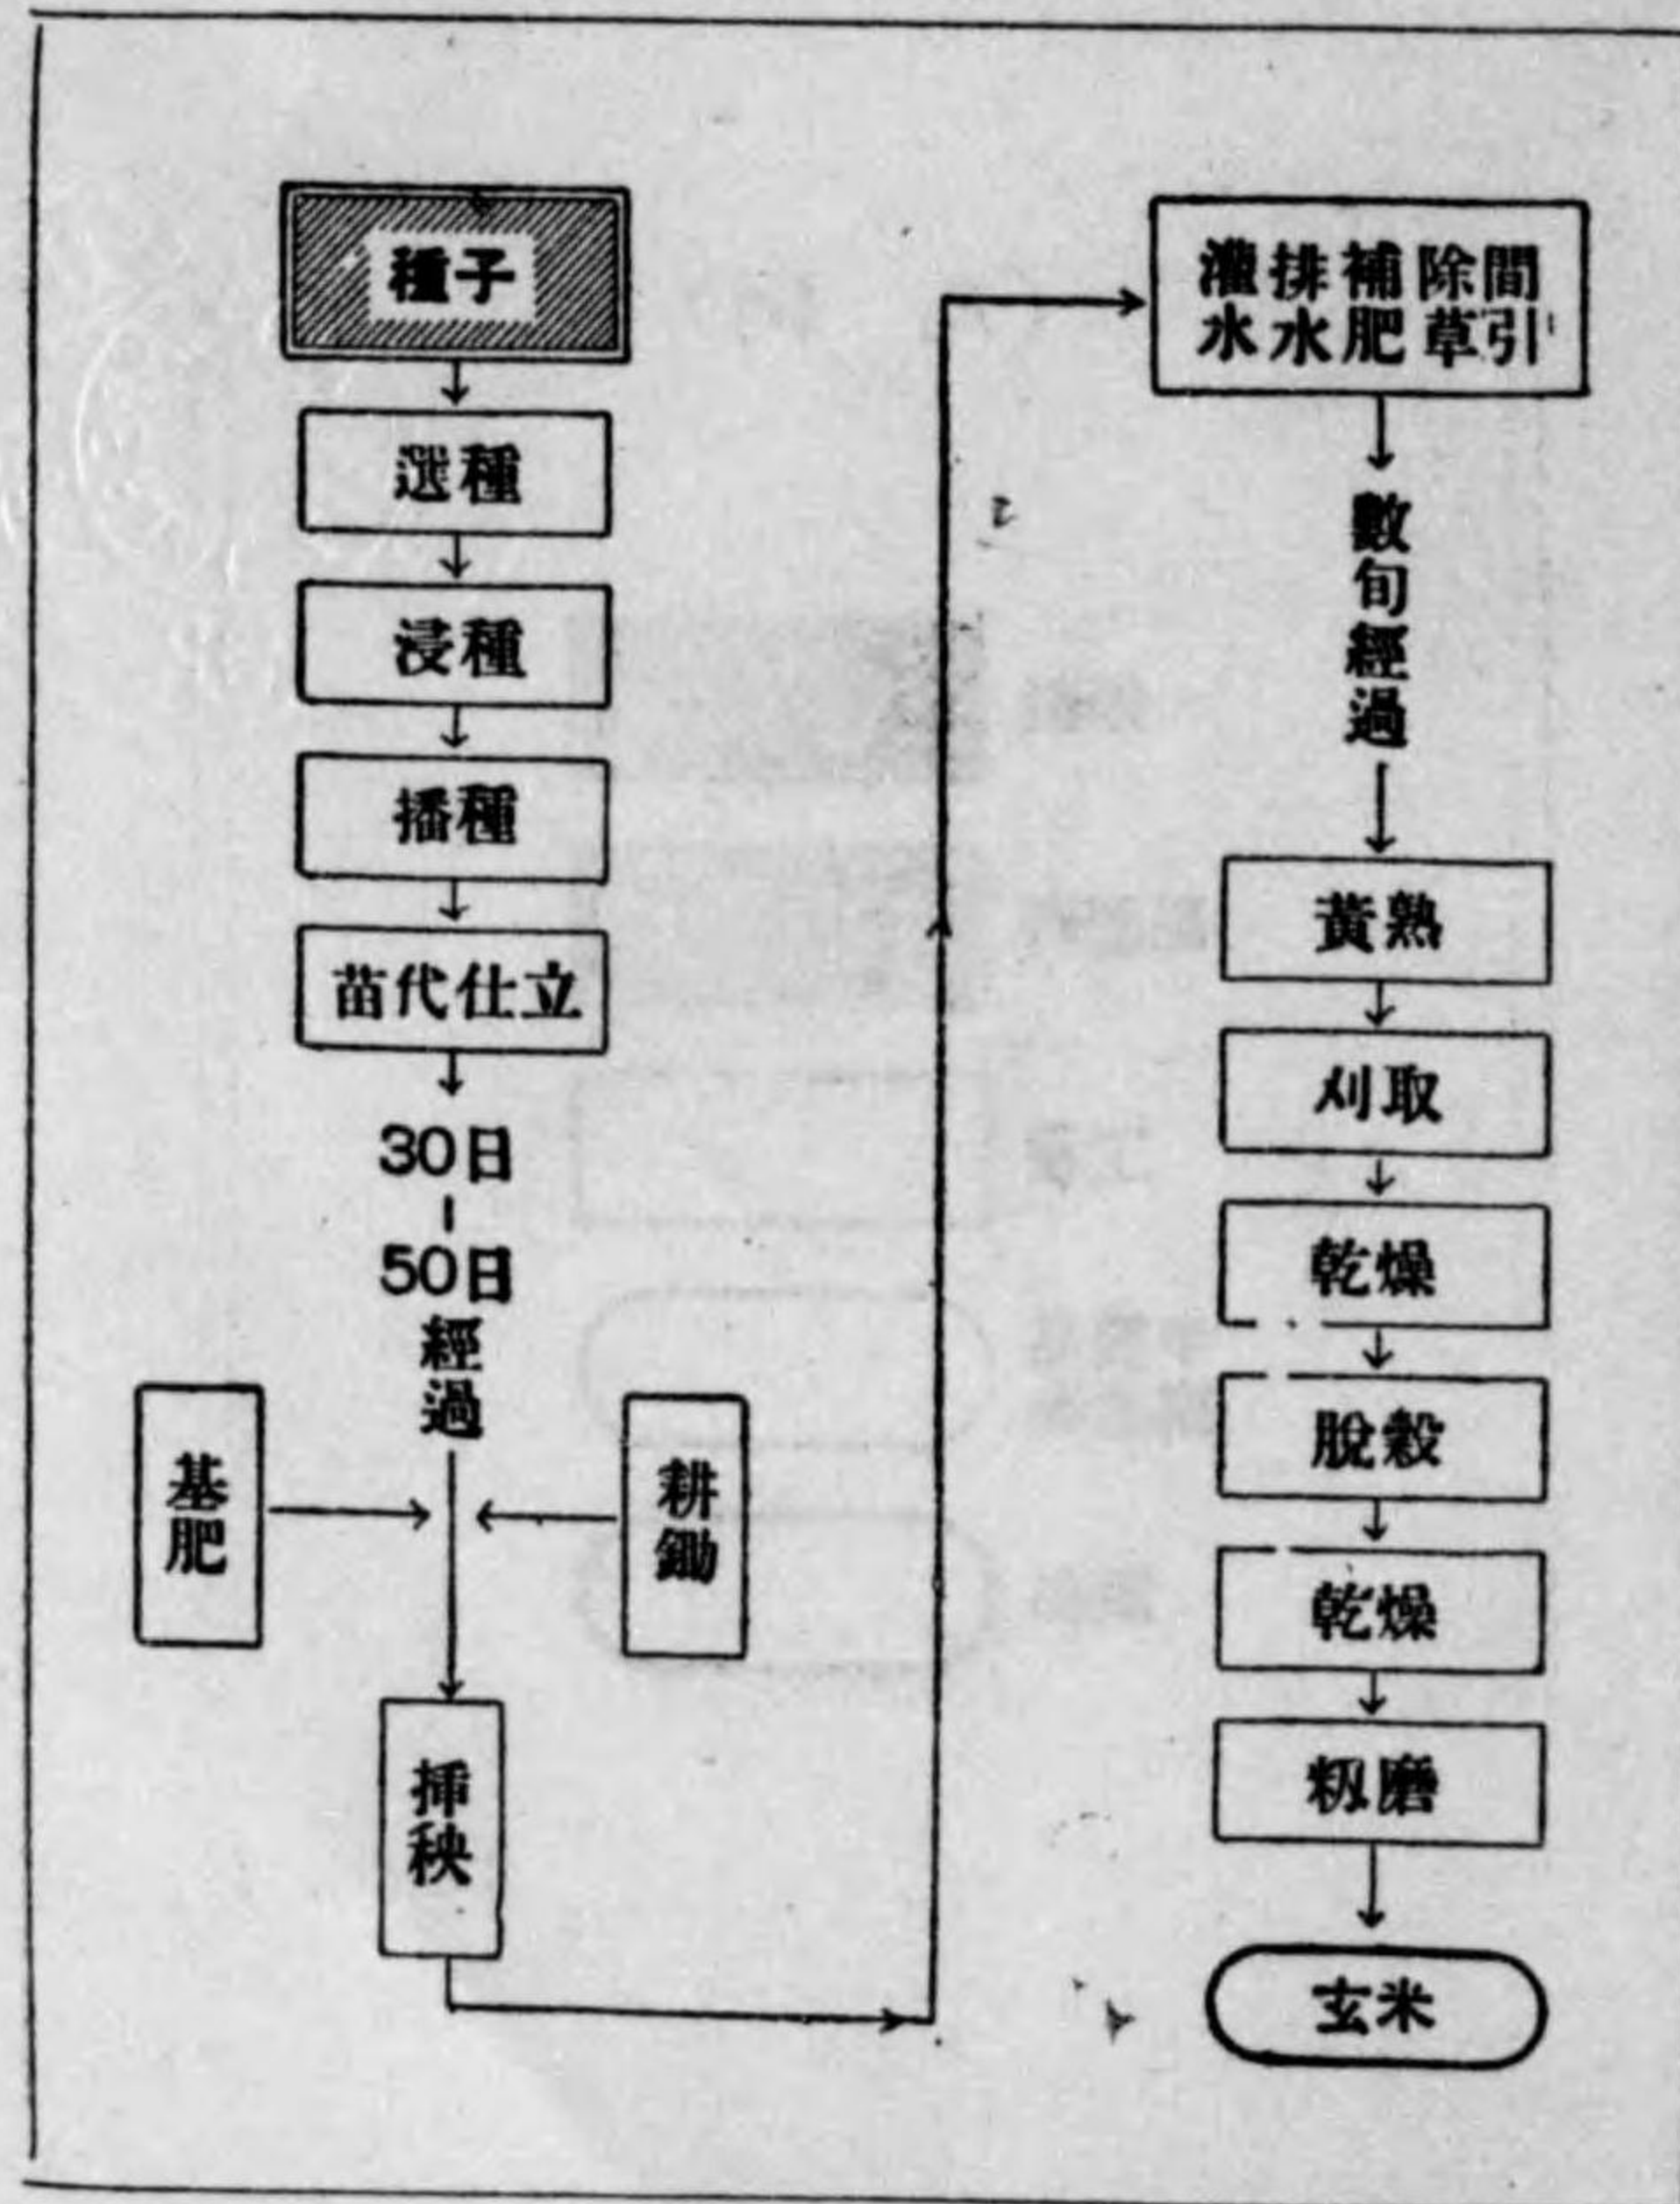 種子
選種
浸種
播種
苗代仕立
30日
|
50日
經過
基肥
耕鋤
挿秧
間引
除草
補肥
排水
灌水
數旬經過
黃熟
刈取
乾燥
脫穀
乾燥
籾磨
玄米